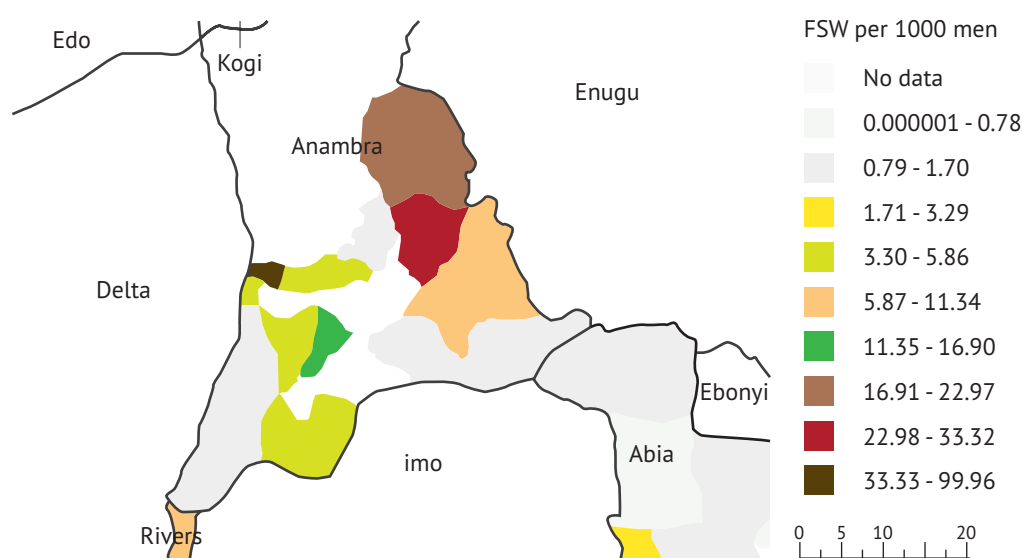 Edo
Kogi
Enugu
Anambra
Delta
Ebonyi
Abia
imo
Rivers
FSW per 1000 men
No data
0.000001 - 0.78
0.79 - 1.70
1.71 - 3.29
3.30 - 5.86
5.87 - 11.34
11.35 - 16.90
16.91 - 22.97
22.98 - 33.32
33.33 - 99.96
0 5 10 20